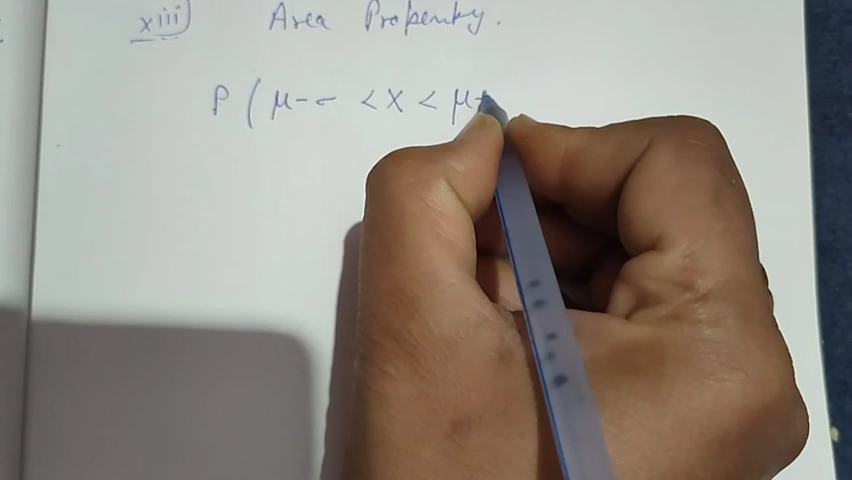 xiii) Area Property.
P ( μ - σ < X < μ +